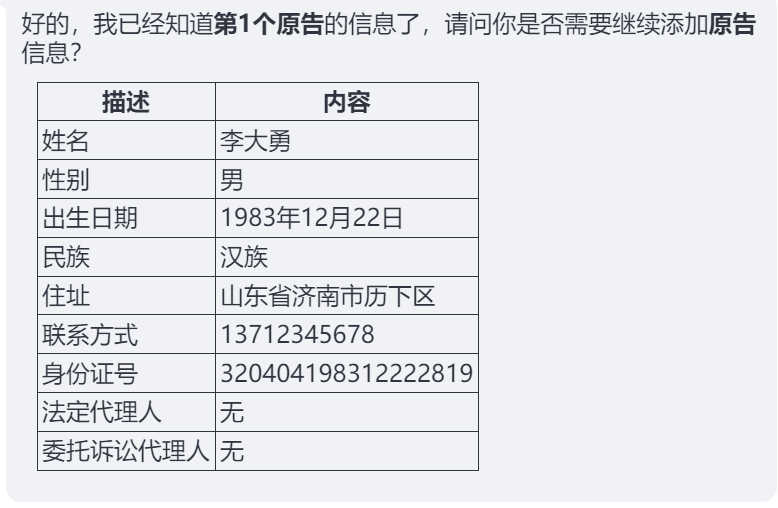 好的，我已经知道第1个原告的信息了，请问你是否需要继续添加原告
信息？
描述 内容
姓名 李大勇
性别 男
出生日期 1983年12月22日
民族 汉族
住址 山东省济南市历下区
联系方式 13712345678
身份证号 320404198312222819
法定代理人 无
委托诉讼代理人 无